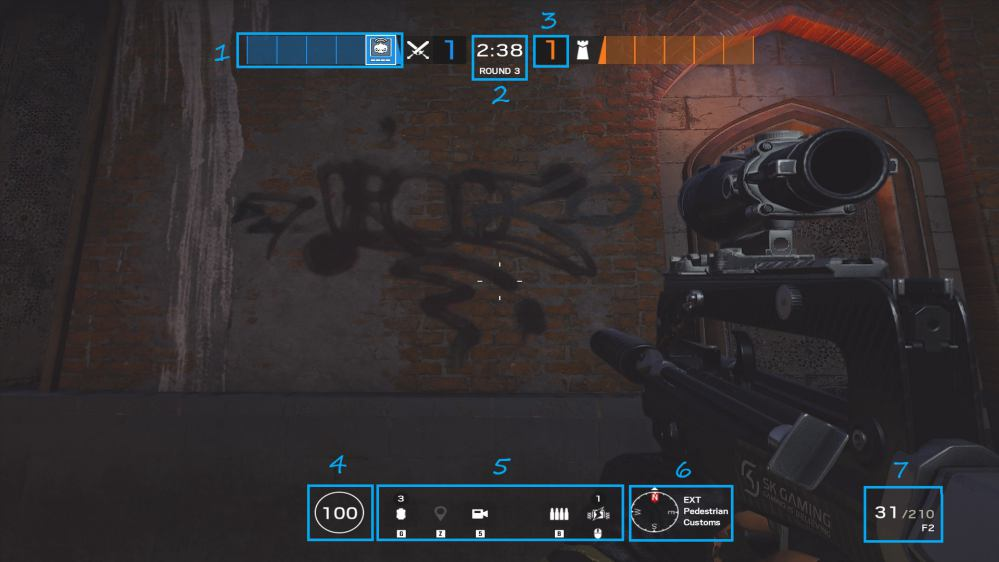 1
1
2:38
ROUND 3
2
3
1
4
100
5
3
1
6
N
W
S
EXT
Pedestrian
Customs
SK GAMING
7
31/210
F2